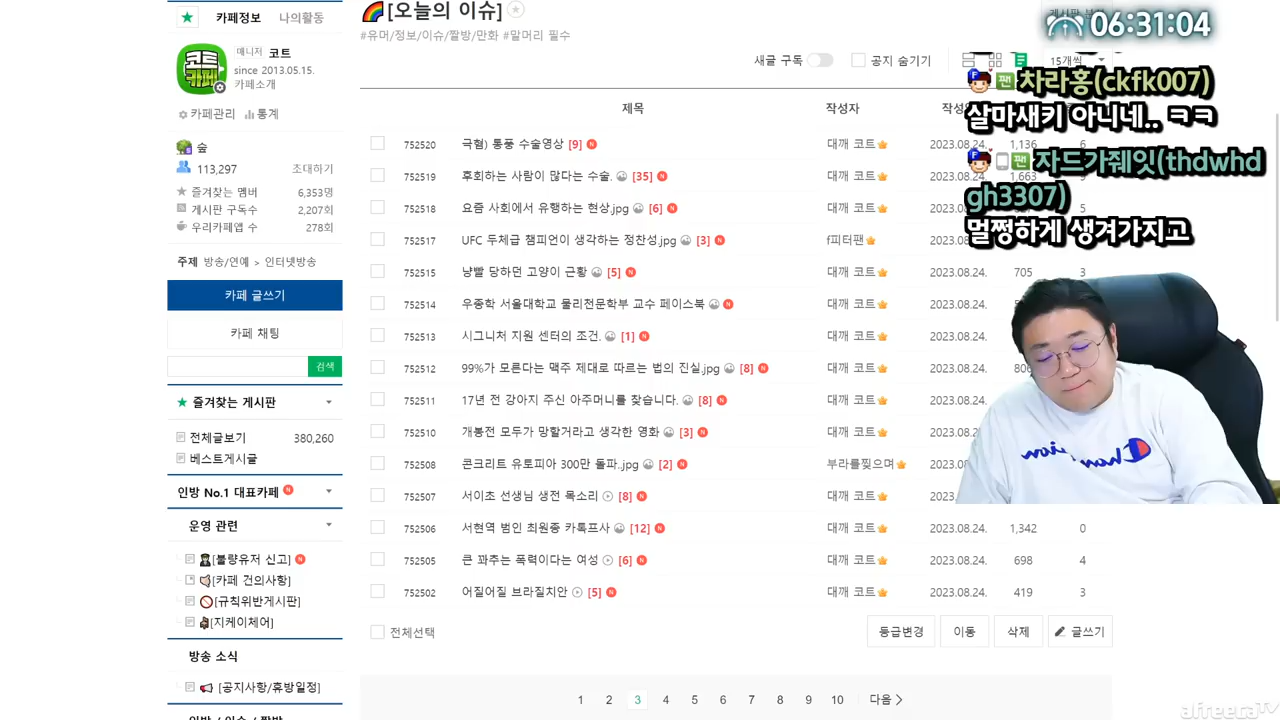 카페정보 나의활동
매니저 코트
since 2013.05.15.
카페소개
카페관리 통계
숲
113,297 초대하기
즐겨찾는 멤버 6,353명
게시판 구독수 2,207회
우리카페앱 수 278회
주제 방송/연예 > 인터넷방송
카페 글쓰기
카페 채팅
검색
즐겨찾는 게시판
전체글보기 380,260
베스트게시글
인방 No.1 대표카페 N
운영 관련
[불량유저 신고] N
[카페 건의사항]
[규칙위반게시판]
[지케이체어]
방송 소식
[공지사항/휴방일정]
[오늘의 이슈]
#유머/정보/이슈/짤방/만화 #말머리 필수
새글 구독 공지 숨기기 15개씩
제목 작성자
752520 극혐) 통풍 수술영상 [9] N 대깨 코트 2023.08.24. 1,136 6
752519 후회하는 사람이 많다는 수술. [35] N 대깨 코트 2023.08.24. 1,663
752518 요즘 사회에서 유행하는 현상.jpg [6] N 대깨 코트 5
752517 UFC 두체급 챔피언이 생각하는 정찬성.jpg [3] N f피터팬
752515 냥빨 당하던 고양이 근황 [5] N 대깨 코트 2023.08.24. 705 3
752514 우종학 서울대학교 물리전문학부 교수 페이스북 N 대깨 코트 2023.08.24.
752513 시그니처 지원 센터의 조건. [1] N 대깨 코트 2023.08.24.
752512 99%가 모른다는 맥주 제대로 따르는 법의 진실.jpg [8] N 대깨 코트 2023.08.24.
752511 17년 전 강아지 주신 아주머니를 찾습니다. [8] N 대깨 코트 2023.08.24.
752510 개봉전 모두가 망할거라고 생각한 영화 [3] N 대깨 코트
752508 콘크리트 유토피아 300만 돌파..jpg [2] N 부라를찢으며
752507 서이초 선생님 생전 목소리 [8] N 대깨 코트
752506 서현역 범인 최원종 카톡프사 [12] N 대깨 코트 2023.08.24. 1,342 0
752505 큰 꽈추는 폭력이다는 여성 [6] N 대깨 코트 2023.08.24. 698 4
752502 어질어질 브라질치안 [5] N 대깨 코트 2023.08.24. 419 3
전체선택 등급변경 이동 삭제 글쓰기
1 2 3 4 5 6 7 8 9 10 다음
06:31:04
팬 차라홍(ckfk007)
살마새키 아니네.. ㅋㅋ
팬 자드가줴잇(thdwhd
gh3307)
멀쩡하게 생겨가지고
Champion
afreecaTV